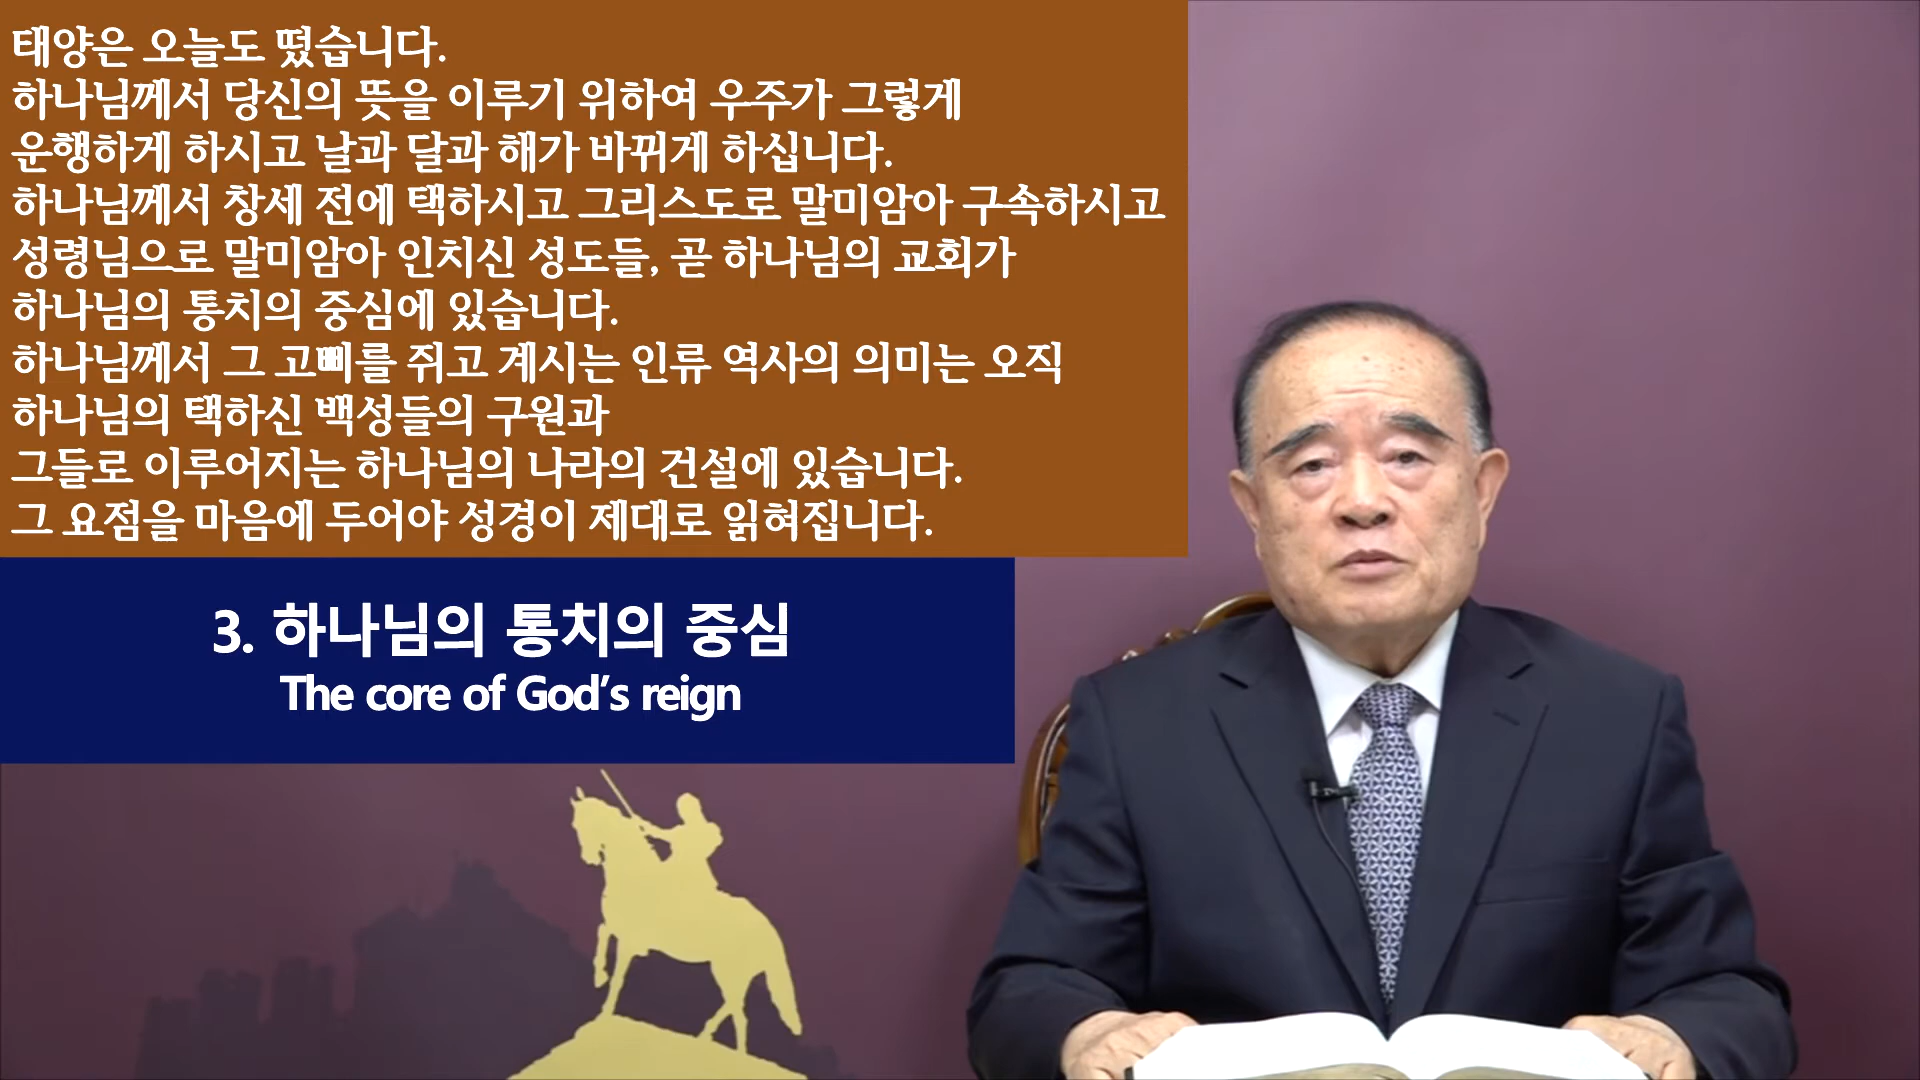 태양은 오늘도 떴습니다.
하나님께서 당신의 뜻을 이루기 위하여 우주가 그렇게
운행하게 하시고 날과 달과 해가 바뀌게 하십니다.
하나님께서 창세 전에 택하시고 그리스도로 말미암아 구속하시고
성령님으로 말미암아 인치신 성도들, 곧 하나님의 교회가
하나님의 통치의 중심에 있습니다.
하나님께서 그 고삐를 쥐고 계시는 인류 역사의 의미는 오직
하나님의 택하신 백성들의 구원과
그들로 이루어지는 하나님의 나라의 건설에 있습니다.
그 요점을 마음에 두어야 성경이 제대로 읽혀집니다.
3. 하나님의 통치의 중심
The core of God's reign